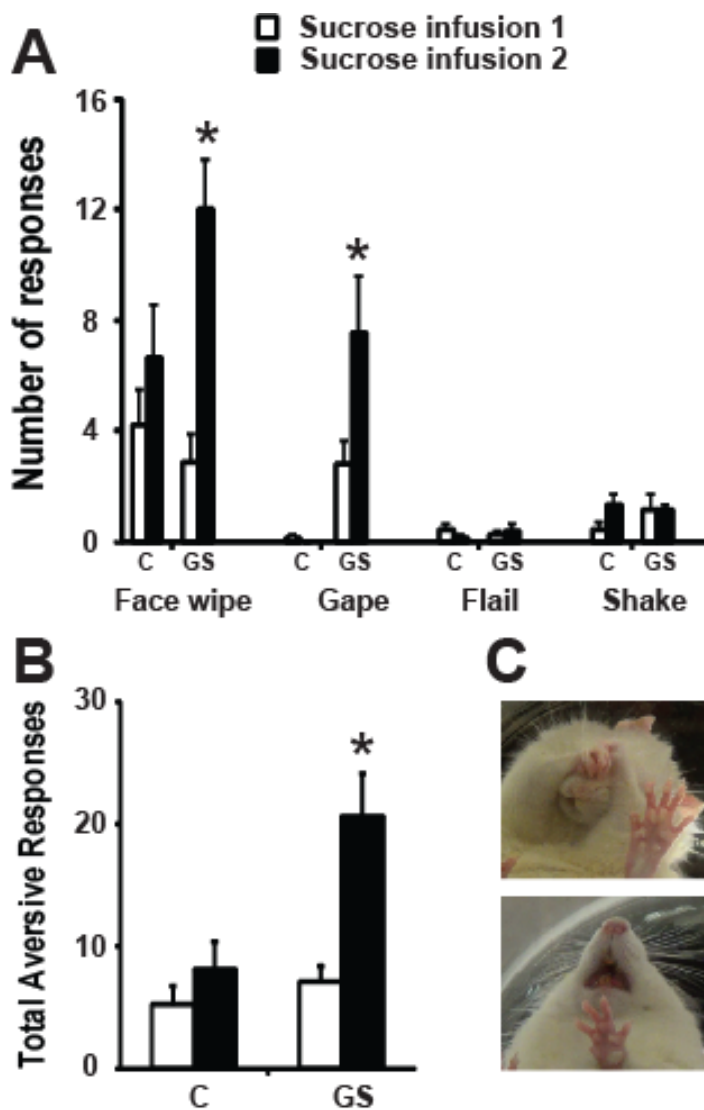 A
Sucrose infusion 1
Sucrose infusion 2
Number of responses
16
12
8
4
0
*
*
C GS C GS C GS C GS
Face wipe Gape Flail Shake
B
Total Aversive Responses
30
20
10
0
*
C GS
C